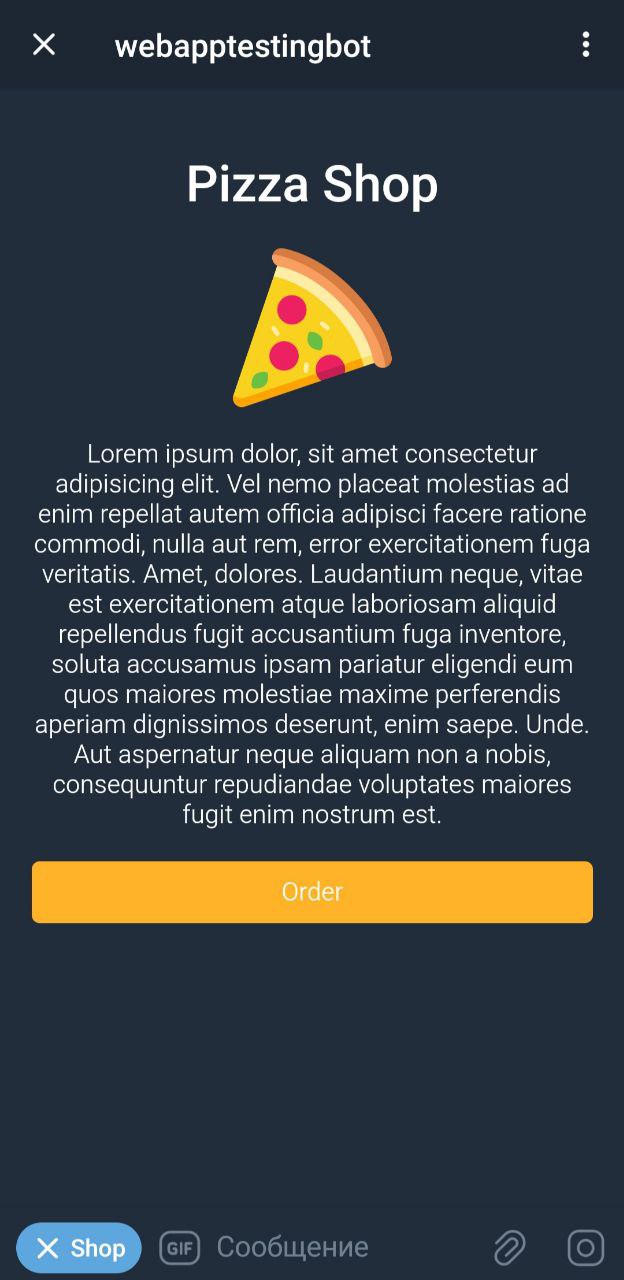 webapptestingbot
Pizza Shop
Lorem ipsum dolor, sit amet consectetur
adipisicing elit. Vel nemo placeat molestias ad
enim repellat autem officia adipisci facere ratione
commodi, nulla aut rem, error exercitationem fuga
veritatis. Amet, dolores. Laudantium neque, vitae
est exercitationem atque laboriosam aliquid
repellendus fugit accusantium fuga inventore,
soluta accusamus ipsam pariatur eligendi eum
quos maiores molestiae maxime perferendis
aperiam dignissimos deserunt, enim saepe. Unde.
Aut aspernatur neque aliquam non a nobis,
consequuntur repudiandae voluptates maiores
fugit enim nostrum est.
Order
Shop GIF Сообщение